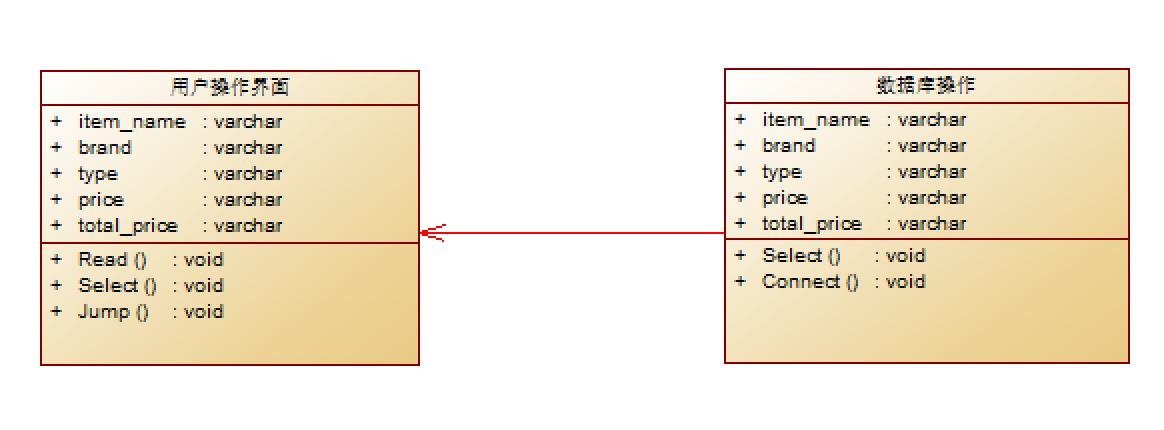 用户操作界面
+ item_name : varchar
+ brand : varchar
+ type : varchar
+ price : varchar
+ total_price : varchar
+ Read () : void
+ Select () : void
+ Jump () : void
数据库操作
+ item_name : varchar
+ brand : varchar
+ type : varchar
+ price : varchar
+ total_price : varchar
+ Select () : void
+ Connect () : void